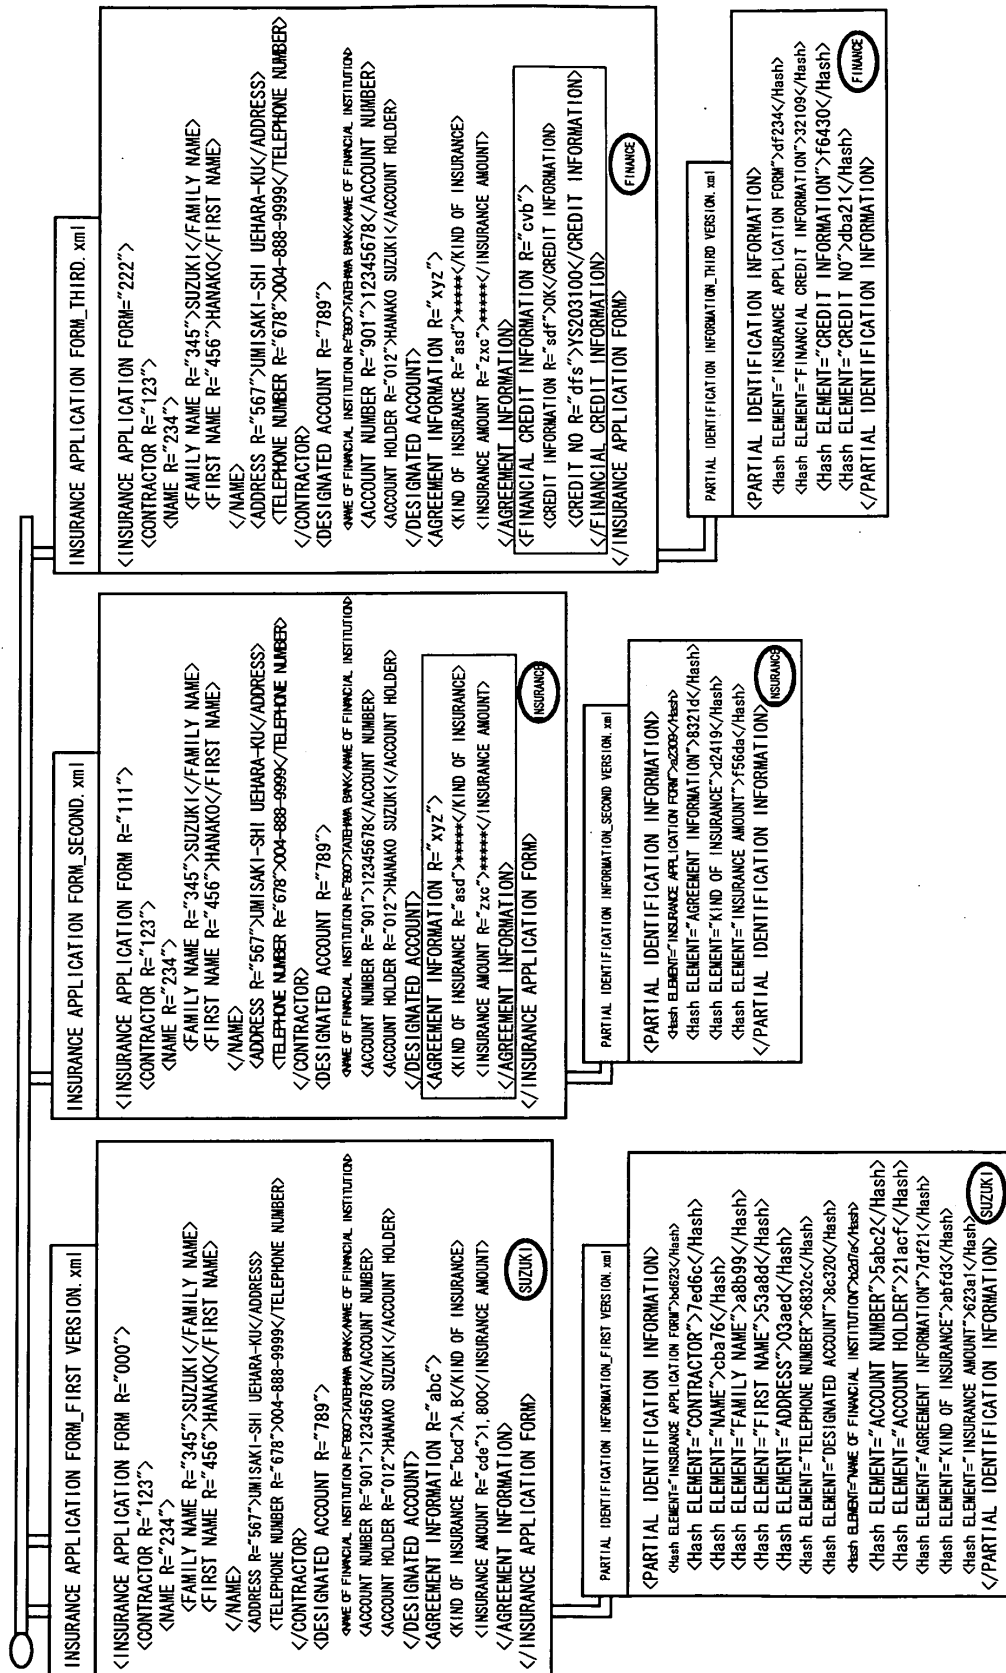 INSURANCE APPLICATION FORM_FIRST VERSION. xml
<INSURANCE APPLICATION FORM R="000">
<CONTRACTOR R="123">
<NAME R="234">
<FAMILY NAME R="345">SUZUKI</FAMILY NAME>
<FIRST NAME R="456">HANAKO</FIRST NAME>
</NAME>
<ADDRESS R="567">UMISAKI-SHI UEHARA-KU</ADDRESS>
<TELEPHONE NUMBER R="678">004-888-9999</TELEPHONE NUMBER>
</CONTRACTOR>
<DESIGNATED ACCOUNT R="789">
<NAME OF FINANCIAL INSTITUTION R="890">TATEHAMA BANK</NAME OF FINANCIAL INSTITUTION>
<ACCOUNT NUMBER R="901">12345678</ACCOUNT NUMBER>
<ACCOUNT HOLDER R="012">HANAKO SUZUKI</ACCOUNT HOLDER>
</DESIGNATED ACCOUNT>
<AGREEMENT INFORMATION R="abc">
<KIND OF INSURANCE R="bcd">A,B</KIND OF INSURANCE>
<INSURANCE AMOUNT R="cde">1,800</INSURANCE AMOUNT>
</AGREEMENT INFORMATION>
</INSURANCE APPLICATION FORM>
SUZUKI
PARTIAL IDENTIFICATION INFORMATION_FIRST VERSION. xml
<PARTIAL IDENTIFICATION INFORMATION>
<Hash ELEMENT="INSURANCE APPLICATION FORM">bd623</Hash>
<Hash ELEMENT="CONTRACTOR">7ed6c</Hash>
<Hash ELEMENT="NAME">cba76</Hash>
<Hash ELEMENT="FAMILY NAME">a8b99</Hash>
<Hash ELEMENT="FIRST NAME">53a8d</Hash>
<Hash ELEMENT="ADDRESS">03aed</Hash>
<Hash ELEMENT="TELEPHONE NUMBER">6832c</Hash>
<Hash ELEMENT="DESIGNATED ACCOUNT">8c320</Hash>
<Hash ELEMENT="NAME OF FINANCIAL INSTITUTION">b2d7a</Hash>
<Hash ELEMENT="ACCOUNT NUMBER">5abc2</Hash>
<Hash ELEMENT="ACCOUNT HOLDER">21acf</Hash>
<Hash ELEMENT="AGREEMENT INFORMATION">7df21</Hash>
<Hash ELEMENT="KIND OF INSURANCE">abfd3</Hash>
<Hash ELEMENT="INSURANCE AMOUNT">623a1</Hash>
</PARTIAL IDENTIFICATION INFORMATION>
SUZUKI
INSURANCE APPLICATION FORM_SECOND. xml
<INSURANCE APPLICATION FORM R="111">
<CONTRACTOR R="123">
<NAME R="234">
<FAMILY NAME R="345">SUZUKI</FAMILY NAME>
<FIRST NAME R="456">HANAKO</FIRST NAME>
</NAME>
<ADDRESS R="567">UMISAKI-SHI UEHARA-KU</ADDRESS>
<TELEPHONE NUMBER R="678">004-888-9999</TELEPHONE NUMBER>
</CONTRACTOR>
<DESIGNATED ACCOUNT R="789">
<NAME OF FINANCIAL INSTITUTION R="890">TATEHAMA BANK</NAME OF FINANCIAL INSTITUTION>
<ACCOUNT NUMBER R="901">12345678</ACCOUNT NUMBER>
<ACCOUNT HOLDER R="012">HANAKO SUZUKI</ACCOUNT HOLDER>
</DESIGNATED ACCOUNT>
<AGREEMENT INFORMATION R="xyz">
<KIND OF INSURANCE R="asd">*****</KIND OF INSURANCE>
<INSURANCE AMOUNT R="zxc">*****</INSURANCE AMOUNT>
</AGREEMENT INFORMATION>
</INSURANCE APPLICATION FORM>
INSURANCE
PARTIAL IDENTIFICATION INFORMATION_SECOND VERSION. xml
<PARTIAL IDENTIFICATION INFORMATION>
<Hash ELEMENT="INSURANCE APPLICATION FORM">a2309</Hash>
<Hash ELEMENT="AGREEMENT INFORMATION">8321d</Hash>
<Hash ELEMENT="KIND OF INSURANCE">d2419</Hash>
<Hash ELEMENT="INSURANCE AMOUNT">f56da</Hash>
</PARTIAL IDENTIFICATION INFORMATION>
INSURANCE
INSURANCE APPLICATION FORM_THIRD. xml
<INSURANCE APPLICATION FORM="222">
<CONTRACTOR R="123">
<NAME R="234">
<FAMILY NAME R="345">SUZUKI</FAMILY NAME>
<FIRST NAME R="456">HANAKO</FIRST NAME>
</NAME>
<ADDRESS R="567">UMISAKI-SHI UEHARA-KU</ADDRESS>
<TELEPHONE NUMBER R="678">004-888-9999</TELEPHONE NUMBER>
</CONTRACTOR>
<DESIGNATED ACCOUNT R="789">
<NAME OF FINANCIAL INSTITUTION R="890">TATEHAMA BANK</NAME OF FINANCIAL INSTITUTION>
<ACCOUNT NUMBER R="901">12345678</ACCOUNT NUMBER>
<ACCOUNT HOLDER R="012">HANAKO SUZUKI</ACCOUNT HOLDER>
</DESIGNATED ACCOUNT>
<AGREEMENT INFORMATION R="xyz">
<KIND OF INSURANCE R="asd">*****</KIND OF INSURANCE>
<INSURANCE AMOUNT R="zxc">*****</INSURANCE AMOUNT>
</AGREEMENT INFORMATION>
<FINANCIAL CREDIT INFORMATION R="cvb">
<CREDIT INFORMATION R="sdf">OK</CREDIT INFORMATION>
<CREDIT NO R="dfs">YS203100</CREDIT INFORMATION>
</FINANCIAL CREDIT INFORMATION>
</INSURANCE APPLICATION FORM>
FINANCE
PARTIAL IDENTIFICATION INFORMATION_THIRD VERSION. xml
<PARTIAL IDENTIFICATION INFORMATION>
<Hash ELEMENT="INSURANCE APPLICATION FORM">df234</Hash>
<Hash ELEMENT="FINANCIAL CREDIT INFORMATION">32109</Hash>
<Hash ELEMENT="CREDIT INFORMATION">f6430</Hash>
<Hash ELEMENT="CREDIT NO">dba21</Hash>
</PARTIAL IDENTIFICATION INFORMATION>
FINANCE